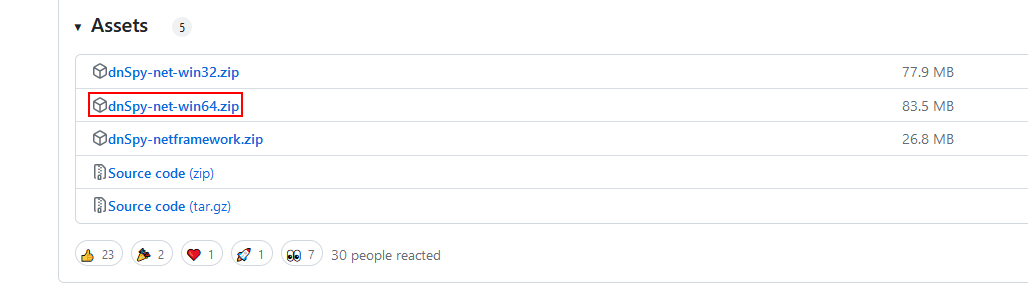 Assets 5
dnSpy-net-win32.zip 77.9 MB
dnSpy-net-win64.zip 83.5 MB
dnSpy-netframework.zip 26.8 MB
Source code (zip)
Source code (tar.gz)
23 2 1 1 7 30 people reacted